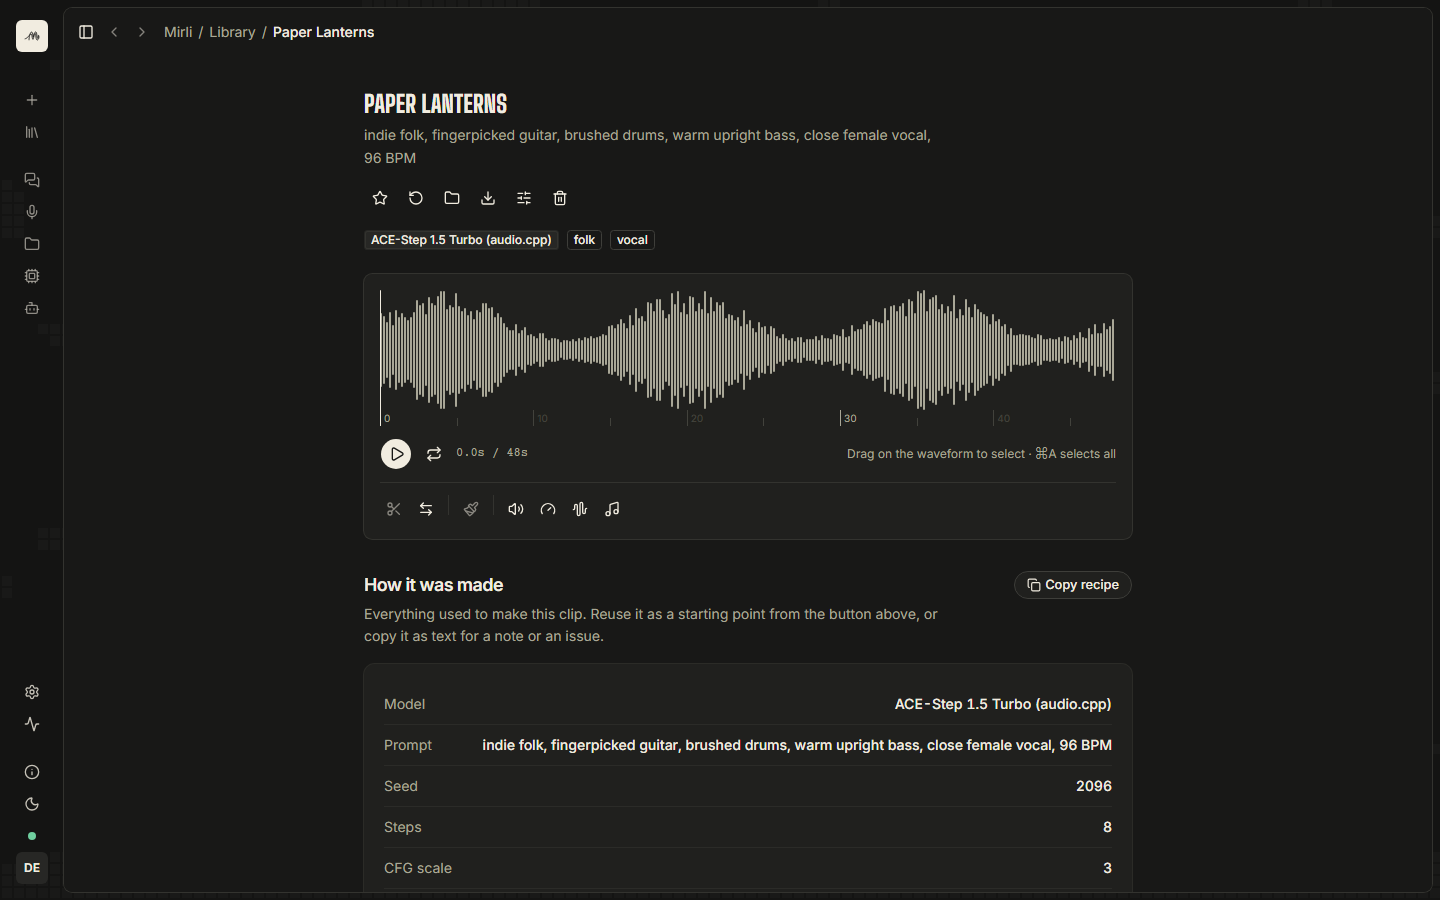 Mirli / Library / Paper Lanterns
PAPER LANTERNS
indie folk, fingerpicked guitar, brushed drums, warm upright bass, close female vocal,
96 BPM
ACE-Step 1.5 Turbo (audio.cpp) folk vocal
0 10 20 30 40
0.0s / 48s
Drag on the waveform to select · ⌘A selects all
How it was made
Copy recipe
Everything used to make this clip. Reuse it as a starting point from the button above, or
copy it as text for a note or an issue.
Model ACE-Step 1.5 Turbo (audio.cpp)
Prompt indie folk, fingerpicked guitar, brushed drums, warm upright bass, close female vocal, 96 BPM
Seed 2096
Steps 8
CFG scale 3
DE